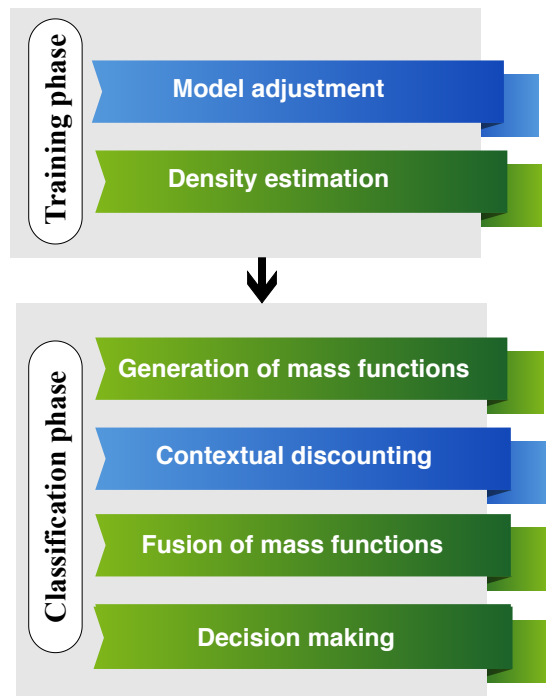 Training phase
Model adjustment
Density estimation
Classification phase
Generation of mass functions
Contextual discounting
Fusion of mass functions
Decision making